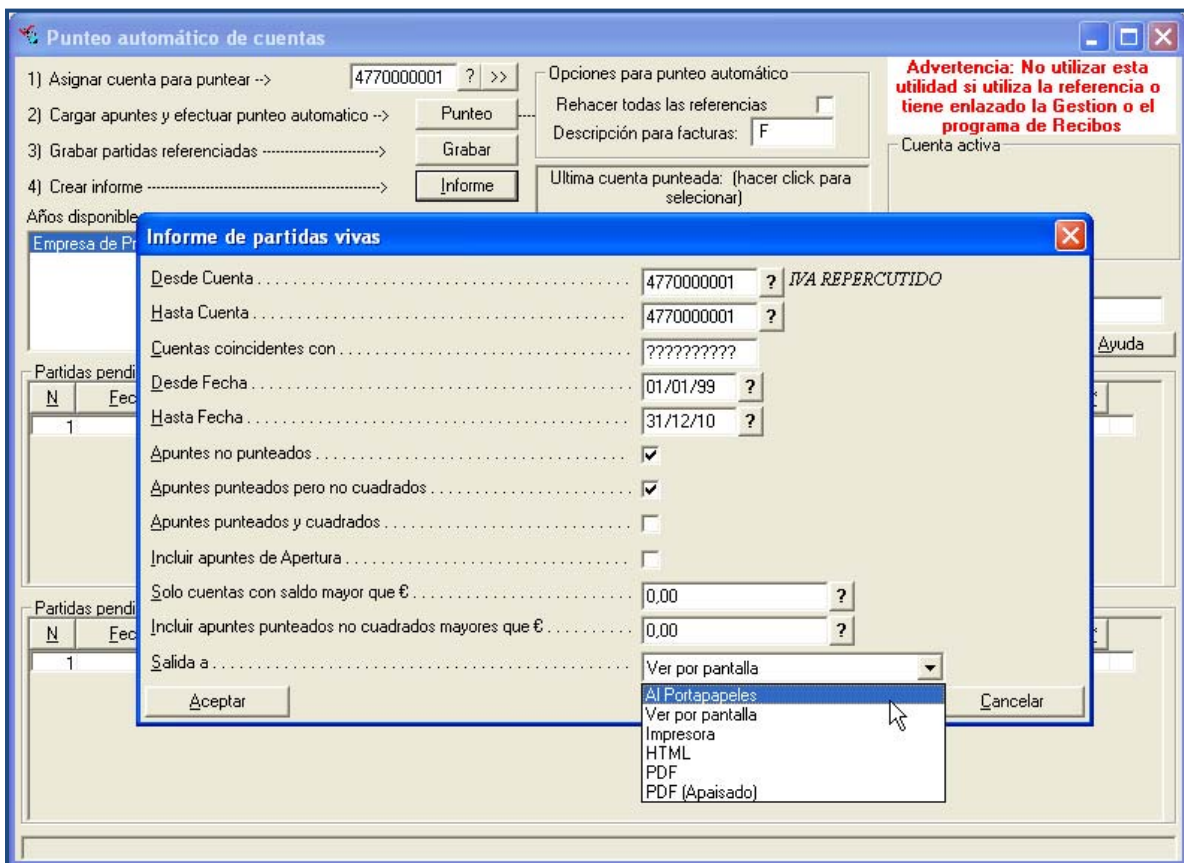 Punteo automático de cuentas
1) Asignar cuenta para puntear --> 4770000001 ? >>
2) Cargar apuntes y efectuar punteo automatico --> Punteo ----
3) Grabar partidas referenciadas --------------------------> Grabar
4) Crear informe ---------------------------------------------------> Informe
Opciones para punteo automático
Rehacer todas las referencias
Descripción para facturas: F
Ultima cuenta punteada: (hacer click para
selecionar)
Advertencia: No utilizar esta
utilidad si utiliza la referencia o
tiene enlazado la Gestion o el
programa de Recibos
Cuenta activa
Años disponible
Empresa de Pr
Ayuda
Partidas pendi
N Fec
1
Partidas pendi
N Fec
1
Informe de partidas vivas
Desde Cuenta . . . . . . . . . . . . . . . . . . . . 4770000001 ? IVA REPERCUTIDO
Hasta Cuenta . . . . . . . . . . . . . . . . . . . . 4770000001 ?
Cuentas coincidentes con . . . . . . . . . . . . . . . . ??????????
Desde Fecha . . . . . . . . . . . . . . . . . . . . 01/01/99 ?
Hasta Fecha . . . . . . . . . . . . . . . . . . . . 31/12/10 ?
Apuntes no punteados . . . . . . . . . . . . . . . . . .
Apuntes punteados pero no cuadrados . . . . . . . . . . . .
Apuntes punteados y cuadrados . . . . . . . . . . . . . .
Incluir apuntes de Apertura . . . . . . . . . . . . . . . .
Solo cuentas con saldo mayor que € . . . . . . . . . . . . 0,00 ?
Incluir apuntes punteados no cuadrados mayores que € . . . . . . 0,00 ?
Salida a . . . . . . . . . . . . . . . . . . . . . . Ver por pantalla
Al Portapapeles
Ver por pantalla
Impresora
HTML
PDF
PDF (Apaisado)
Aceptar
Cancelar